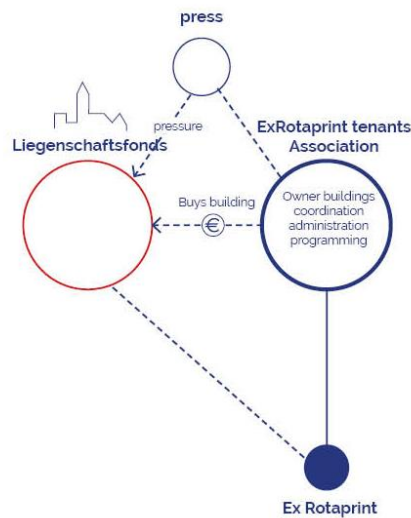 press
pressure
ExRotaprint tenants
Association
Liegenschaftsfonds
Buys building
€
Owner buildings
coordination
administration
programming
Ex Rotaprint